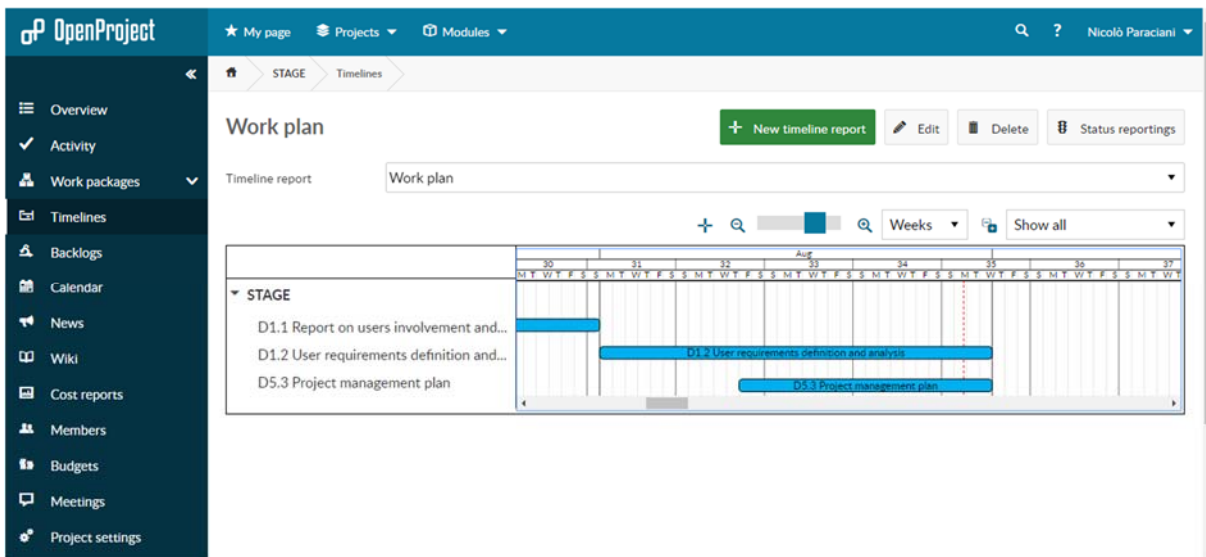 OpenProject
My page Projects Modules ? Nicolò Paraciani
STAGE Timelines
Overview
Activity
Work packages
Timelines
Backlogs
Calendar
News
Wiki
Cost reports
Members
Budgets
Meetings
Project settings
Work plan
New timeline report Edit Delete Status reportings
Timeline report Work plan
Weeks Show all
Aug
30 31 32 33 34 35 36 37
M T W T F S S M T W T F S S M T W T F S S M T W T F S S M T W T F S S M T W T F S S M T W T F S S M T W T
STAGE
D1.1 Report on users involvement and...
D1.2 User requirements definition and... D1.2 User requirements definition and analysis
D5.3 Project management plan D5.3 Project management plan